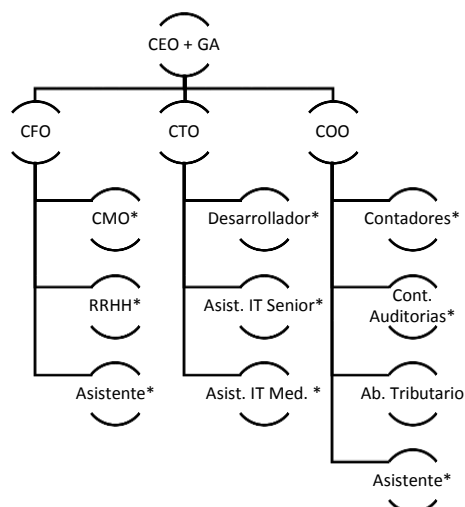 CEO + GA
CFO
CTO
COO
CMO*
Desarrollador*
Contadores*
RRHH*
Asist. IT Senior*
Cont.
Auditorias*
Asistente*
Asist. IT Med. *
Ab. Tributario
Asistente*